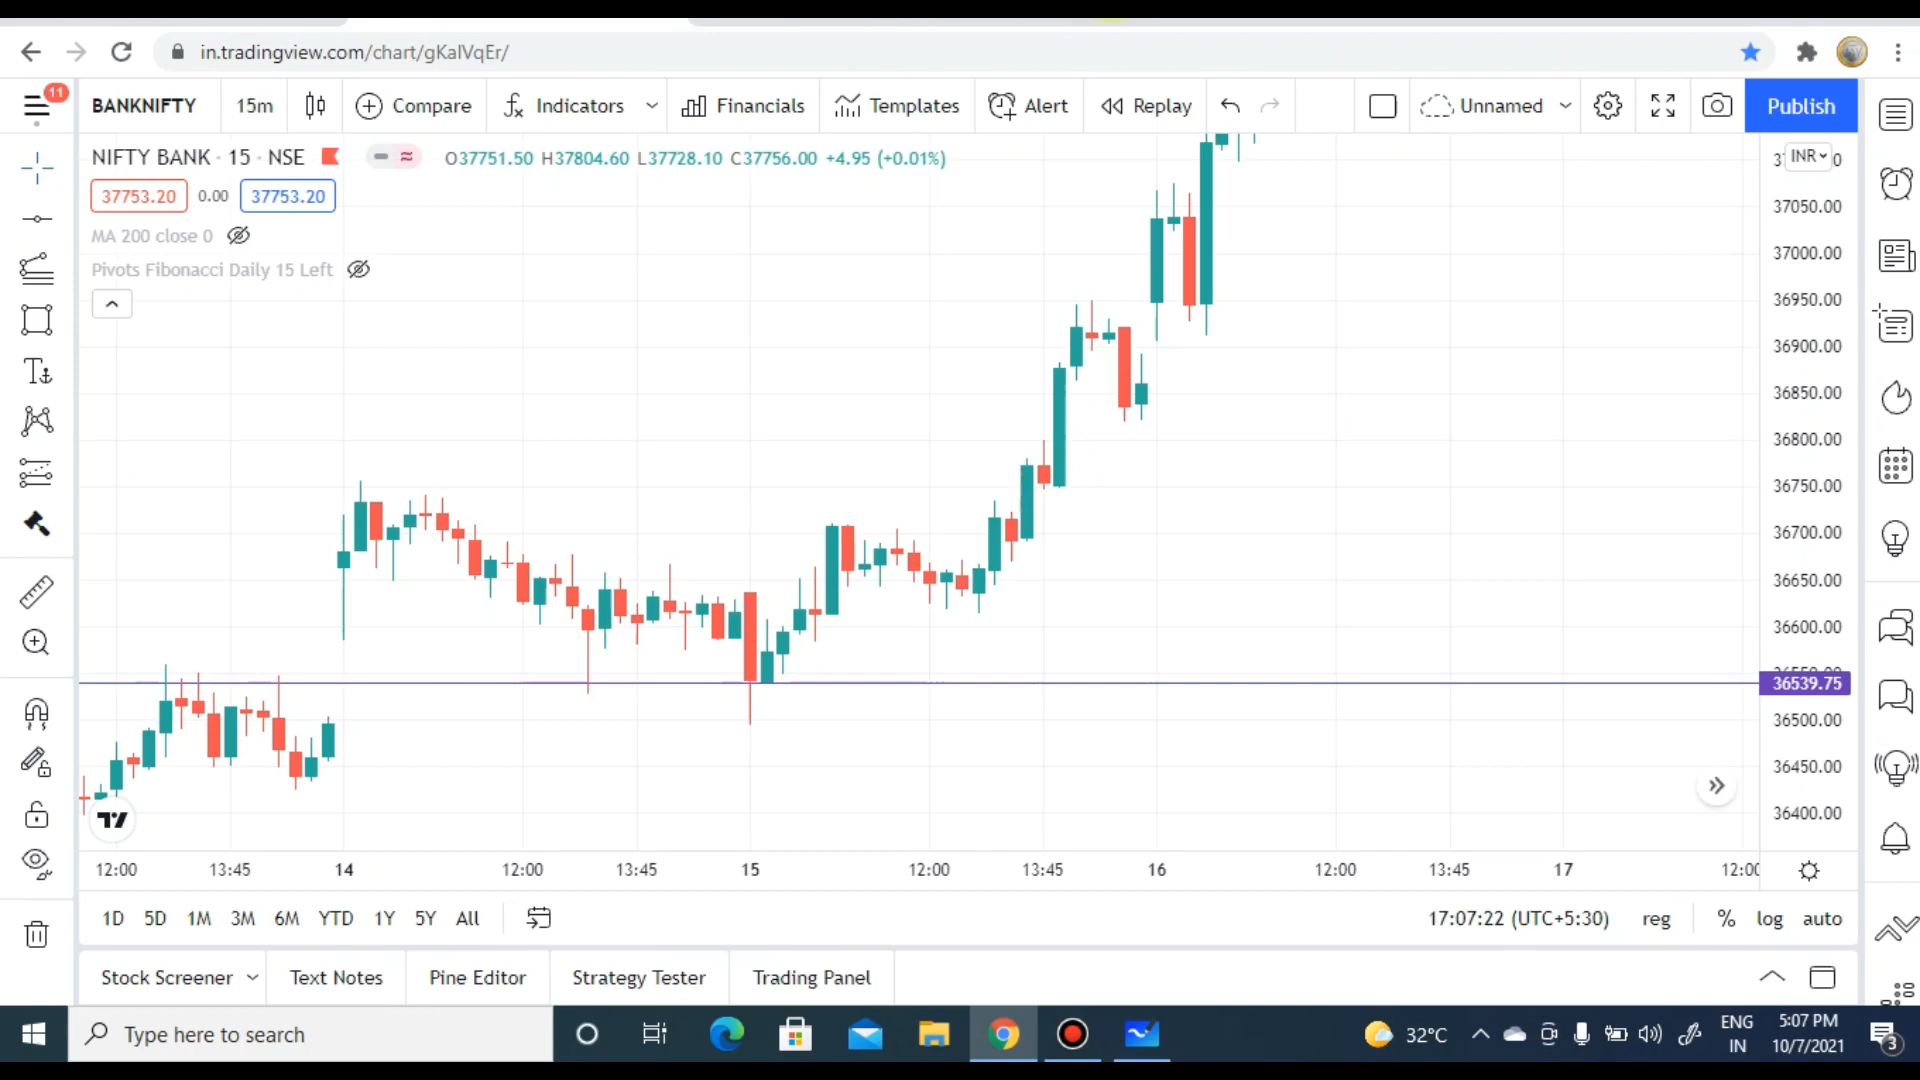 in.tradingview.com/chart/gKalVqEr/
11
BANKNIFTY
15m
Compare
Indicators
Financials
Templates
Alert
Replay
Unnamed
Publish
NIFTY BANK · 15 · NSE
O37751.50 H37804.60 L37728.10 C37756.00 +4.95 (+0.01%)
37753.20 0.00 37753.20
MA 200 close 0
Pivots Fibonacci Daily 15 Left
INR
37050.00
37000.00
36950.00
36900.00
36850.00
36800.00
36750.00
36700.00
36650.00
36600.00
36539.75
36500.00
36450.00
36400.00
12:00 13:45 14 12:00 13:45 15 12:00 13:45 16 12:00 13:45 17
1D 5D 1M 3M 6M YTD 1Y 5Y All
17:07:22 (UTC+5:30) reg % log auto
Stock Screener Text Notes Pine Editor Strategy Tester Trading Panel
Type here to search
32°C
ENG
IN
5:07 PM
10/7/2021
3